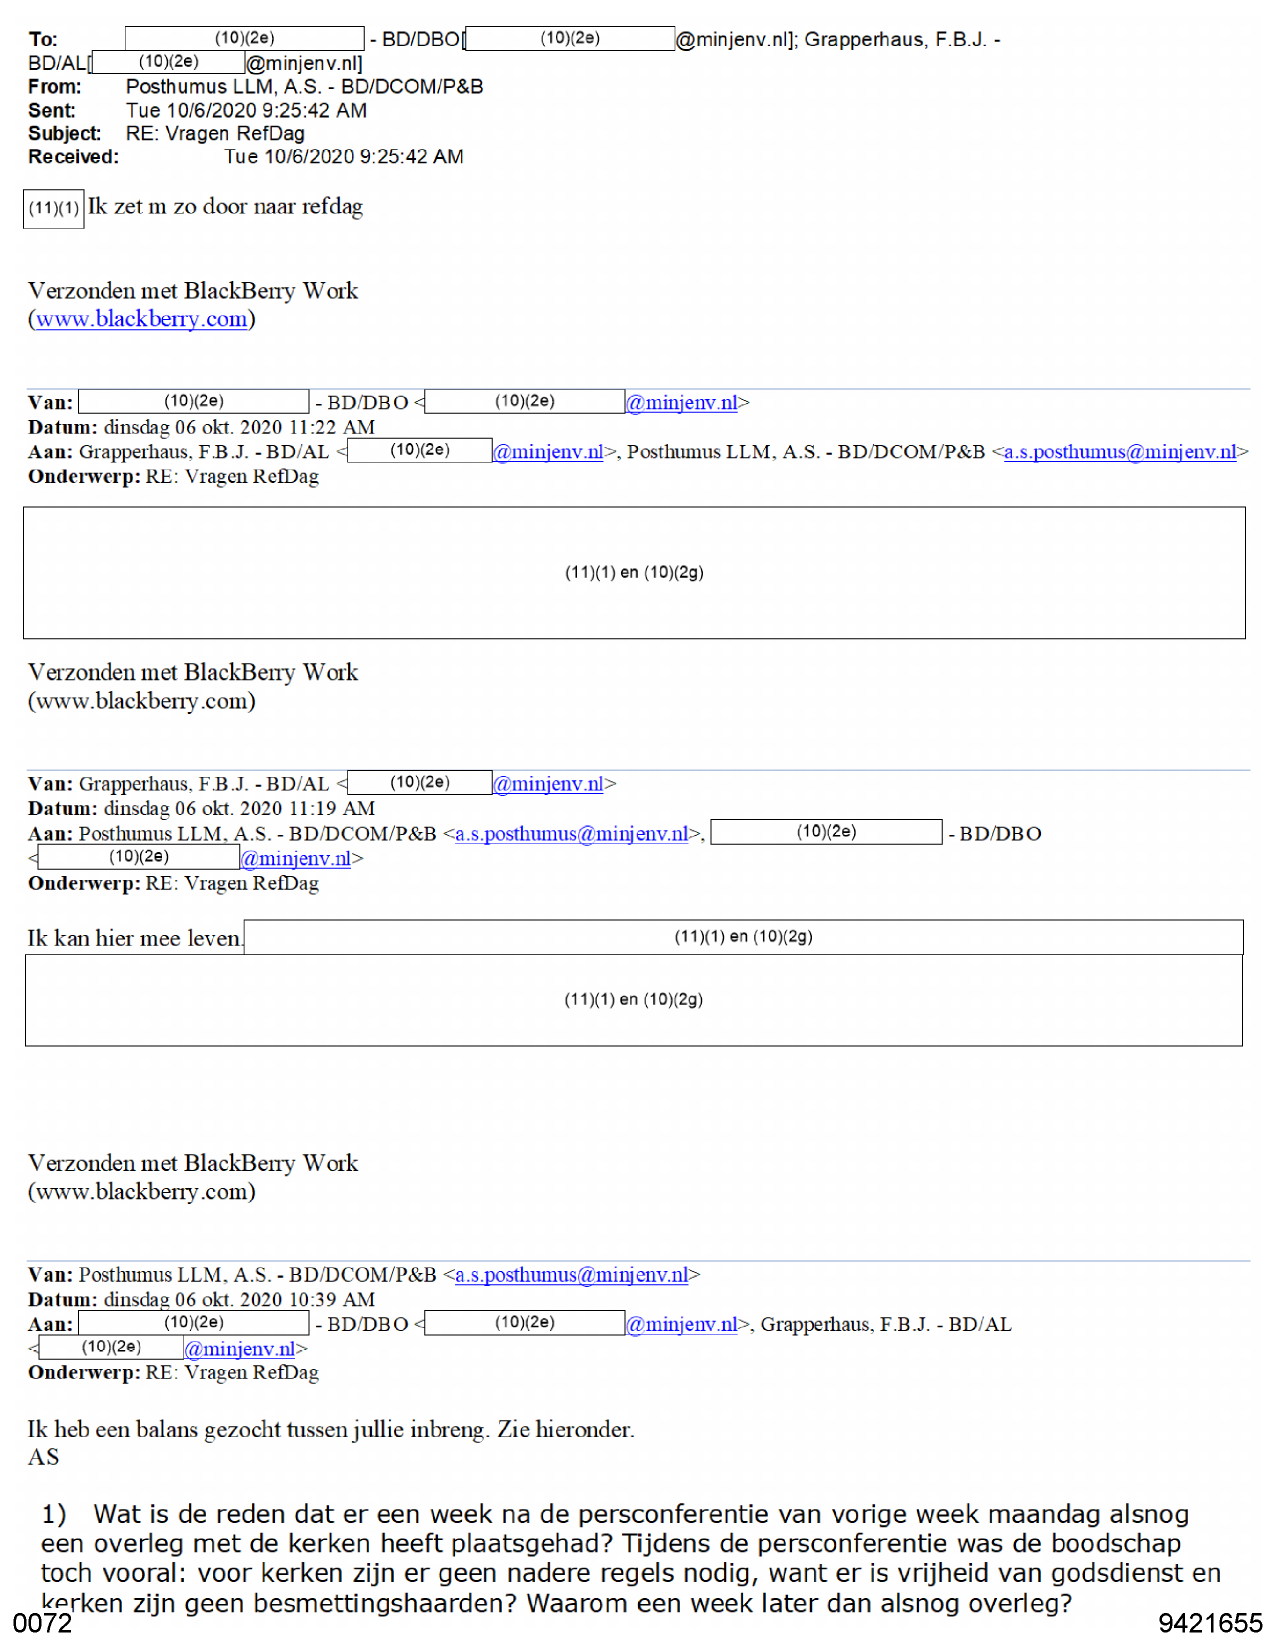 To: (10)(2e) - BD/DBO[ (10)(2e) @minjenv.nl]; Grapperhaus, F.B.J. -
BD/AL[ (10)(2e) @minjenv.nl]
From: Posthumus LLM, A.S. - BD/DCOM/P&B
Sent: Tue 10/6/2020 9:25:42 AM
Subject: RE: Vragen RefDag
Received: Tue 10/6/2020 9:25:42 AM
(11)(1) Ik zet m zo door naar refdag
Verzonden met BlackBerry Work
(www.blackberry.com)
Van: (10)(2e) - BD/DBO < (10)(2e) @minjenv.nl>
Datum: dinsdag 06 okt. 2020 11:22 AM
Aan: Grapperhaus, F.B.J. - BD/AL < (10)(2e) @minjenv.nl>, Posthumus LLM, A.S. - BD/DCOM/P&B <a.s.posthumus@minjenv.nl>
Onderwerp: RE: Vragen RefDag
(11)(1) en (10)(2g)
Verzonden met BlackBerry Work
(www.blackberry.com)
Van: Grapperhaus, F.B.J. - BD/AL < (10)(2e) @minjenv.nl>
Datum: dinsdag 06 okt. 2020 11:19 AM
Aan: Posthumus LLM, A.S. - BD/DCOM/P&B <a.s.posthumus@minjenv.nl>, (10)(2e) - BD/DBO
< (10)(2e) @minjenv.nl>
Onderwerp: RE: Vragen RefDag
Ik kan hier mee leven. (11)(1) en (10)(2g)
(11)(1) en (10)(2g)
Verzonden met BlackBerry Work
(www.blackberry.com)
Van: Posthumus LLM, A.S. - BD/DCOM/P&B <a.s.posthumus@minjenv.nl>
Datum: dinsdag 06 okt. 2020 10:39 AM
Aan: (10)(2e) - BD/DBO < (10)(2e) @minjenv.nl>, Grapperhaus, F.B.J. - BD/AL
< (10)(2e) @minjenv.nl>
Onderwerp: RE: Vragen RefDag
Ik heb een balans gezocht tussen jullie inbreng. Zie hieronder.
AS
1) Wat is de reden dat er een week na de persconferentie van vorige week maandag alsnog
een overleg met de kerken heeft plaatsgehad? Tijdens de persconferentie was de boodschap
toch vooral: voor kerken zijn er geen nadere regels nodig, want er is vrijheid van godsdienst en
kerken zijn geen besmettingshaarden? Waarom een week later dan alsnog overleg?
0072 9421655